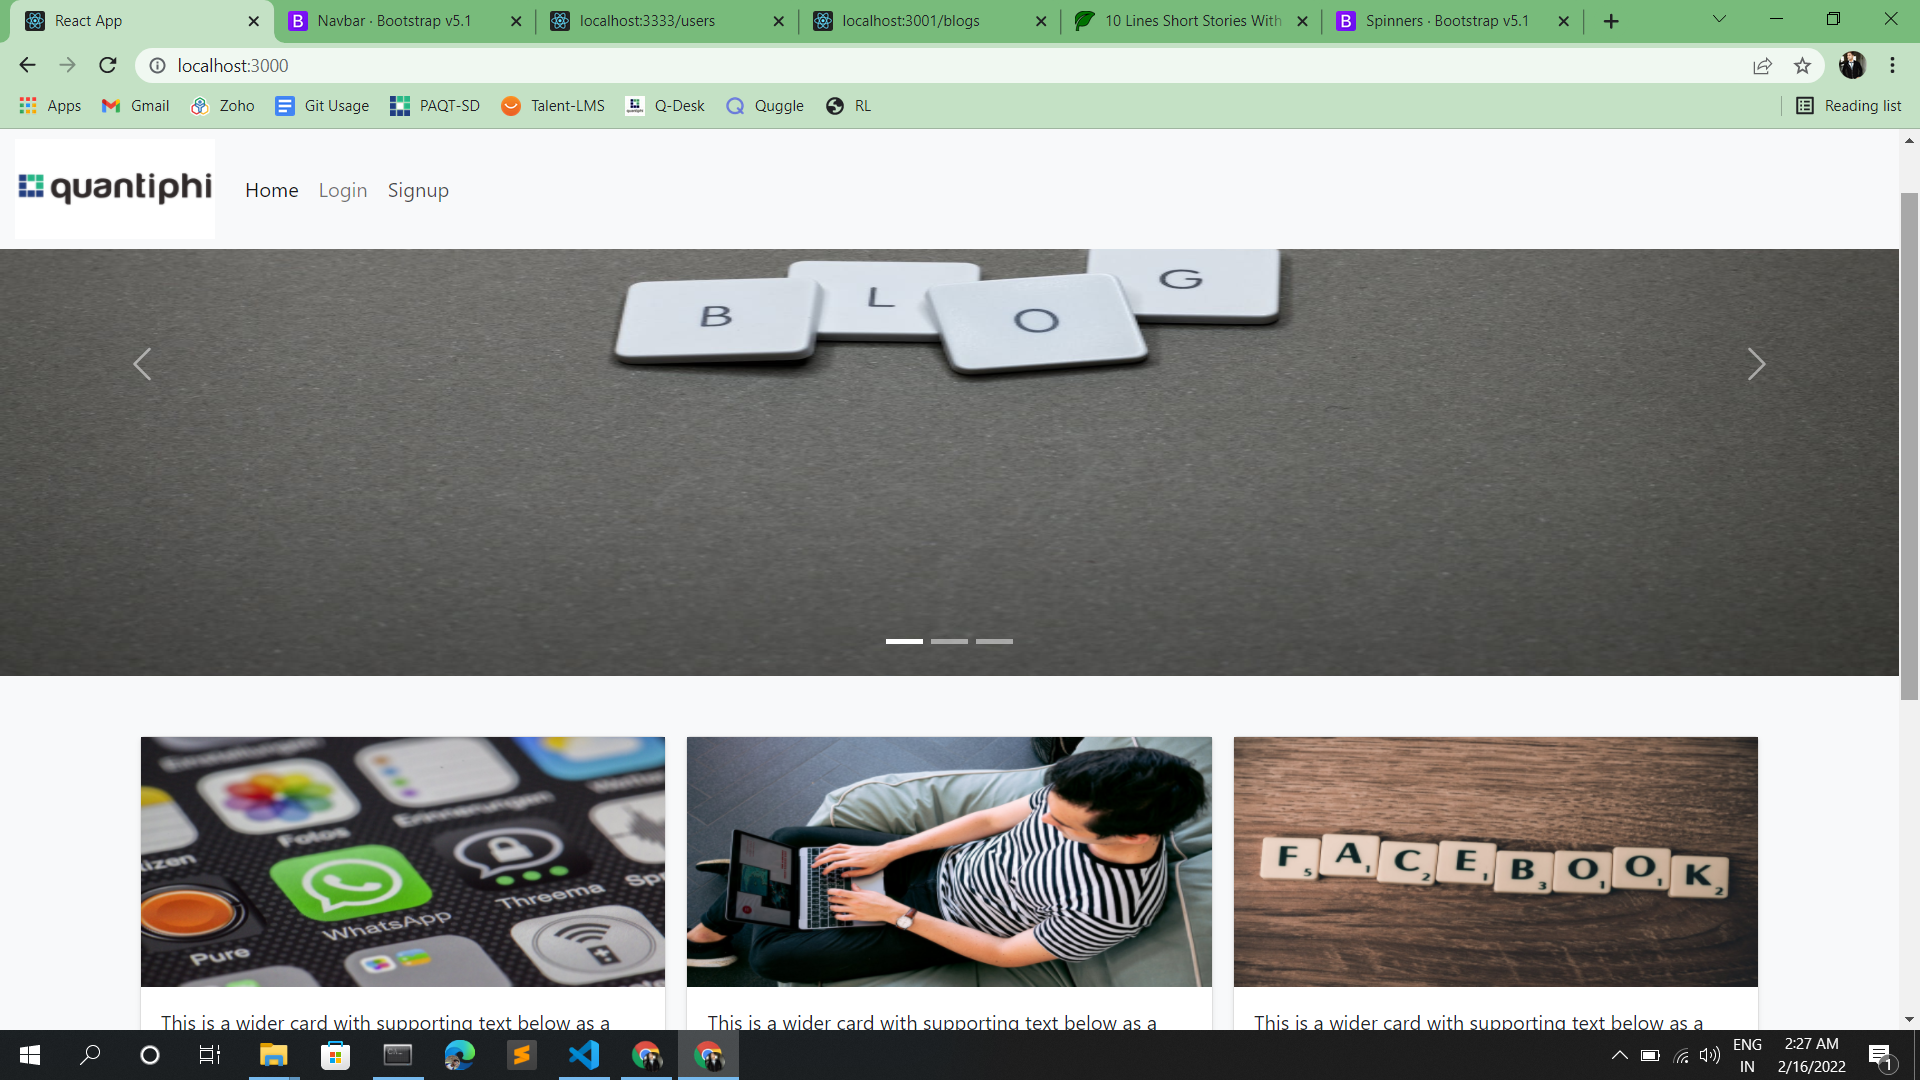 React App
Navbar · Bootstrap v5.1
localhost:3333/users
localhost:3001/blogs
10 Lines Short Stories With
Spinners · Bootstrap v5.1
localhost:3000
Apps
Gmail
Zoho
Git Usage
PAQT-SD
Talent-LMS
Q-Desk
Quggle
RL
Reading list
quantiphi
Home
Login
Signup
B
L
O
G
Fotos
Erinnerungen
WhatsApp
Threema
Pure
FACEBOOK
This is a wider card with supporting text below as a
This is a wider card with supporting text below as a
This is a wider card with supporting text below as a
ENG
IN
2:27 AM
2/16/2022
1